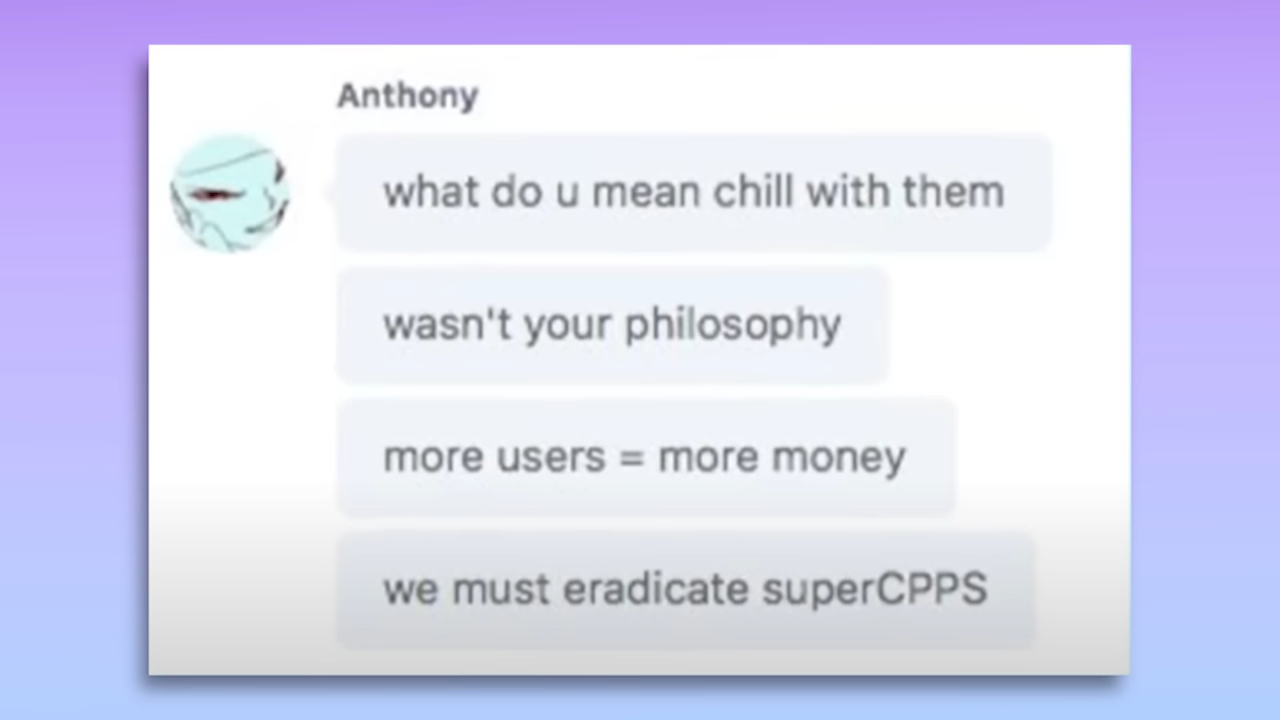 Anthony
what do u mean chill with them
wasn't your philosophy
more users = more money
we must eradicate superCPPS